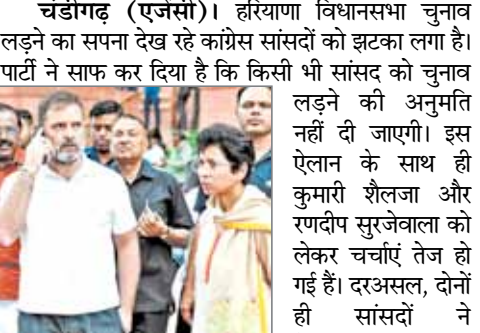 चंडीगढ़ (एजेंसी)। हरियाणा विधानसभा चुनाव
लड़ने का सपना देख रहे कांग्रेस सांसदों को झटका लगा है।
पार्टी ने साफ कर दिया है कि किसी भी सांसद को चुनाव
लड़ने की अनुमति
नहीं दी जाएगी। इस
ऐलान के साथ ही
कुमारी शैलजा और
रणदीप सुरजेवाला को
लेकर चर्चाएं तेज हो
गई हैं। दरअसल, दोनों
ही सांसदों ने